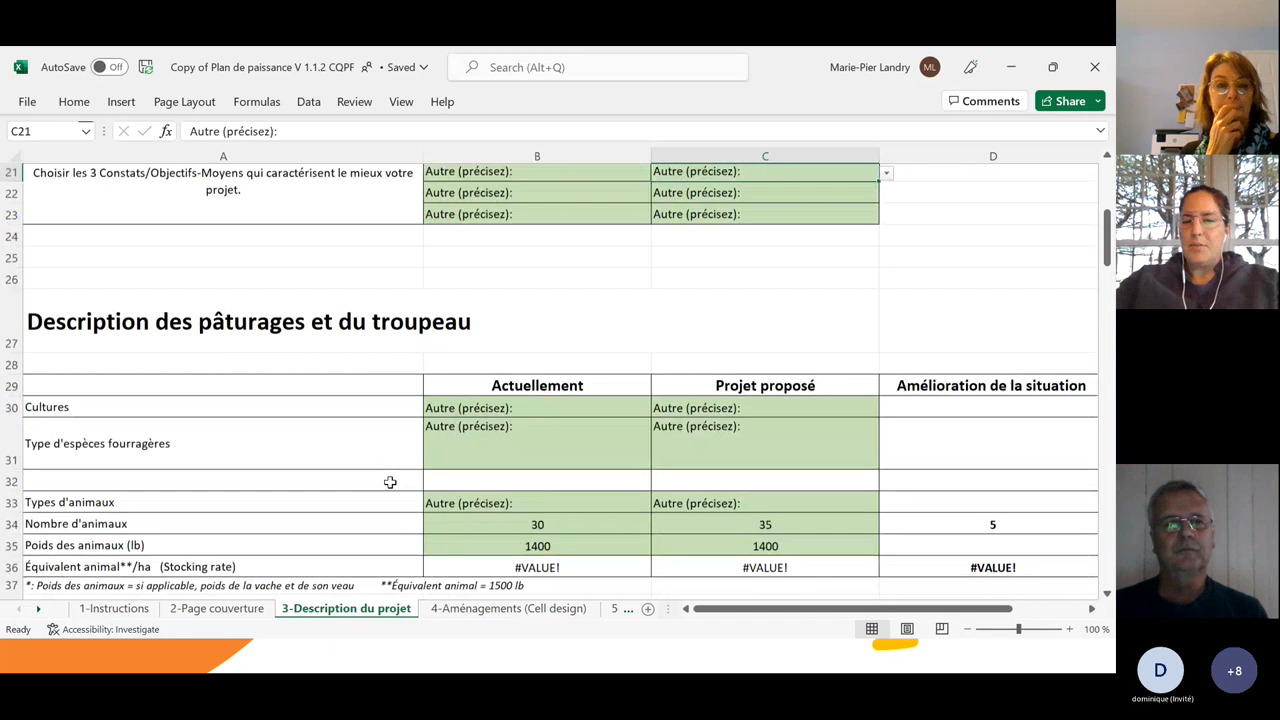 AutoSave Off Copy of Plan de paissance V 1.1.2 CQPF • Saved Search (Alt+Q) Marie-Pier Landry ML
File Home Insert Page Layout Formulas Data Review View Help Comments Share
C21 fx Autre (précisez):
A B C D
21 Choisir les 3 Constats/Objectifs-Moyens qui caractérisent le mieux votre Autre (précisez): Autre (précisez):
projet.
22 Autre (précisez): Autre (précisez):
23 Autre (précisez): Autre (précisez):
24
25
26
27 Description des pâturages et du troupeau
28
29 Actuellement Projet proposé Amélioration de la situation
30 Cultures Autre (précisez): Autre (précisez):
31 Type d'espèces fourragères Autre (précisez): Autre (précisez):
32
33 Types d'animaux Autre (précisez): Autre (précisez):
34 Nombre d'animaux 30 35 5
35 Poids des animaux (lb) 1400 1400
36 Équivalent animal**/ha (Stocking rate) #VALUE! #VALUE! #VALUE!
37 *: Poids des animaux = si applicable, poids de la vache et de son veau **Équivalent animal = 1500 lb
1-Instructions 2-Page couverture 3-Description du projet 4-Aménagements (Cell design) 5 ...
Ready Accessibility: Investigate 100 %
D +8
dominique (Invité)